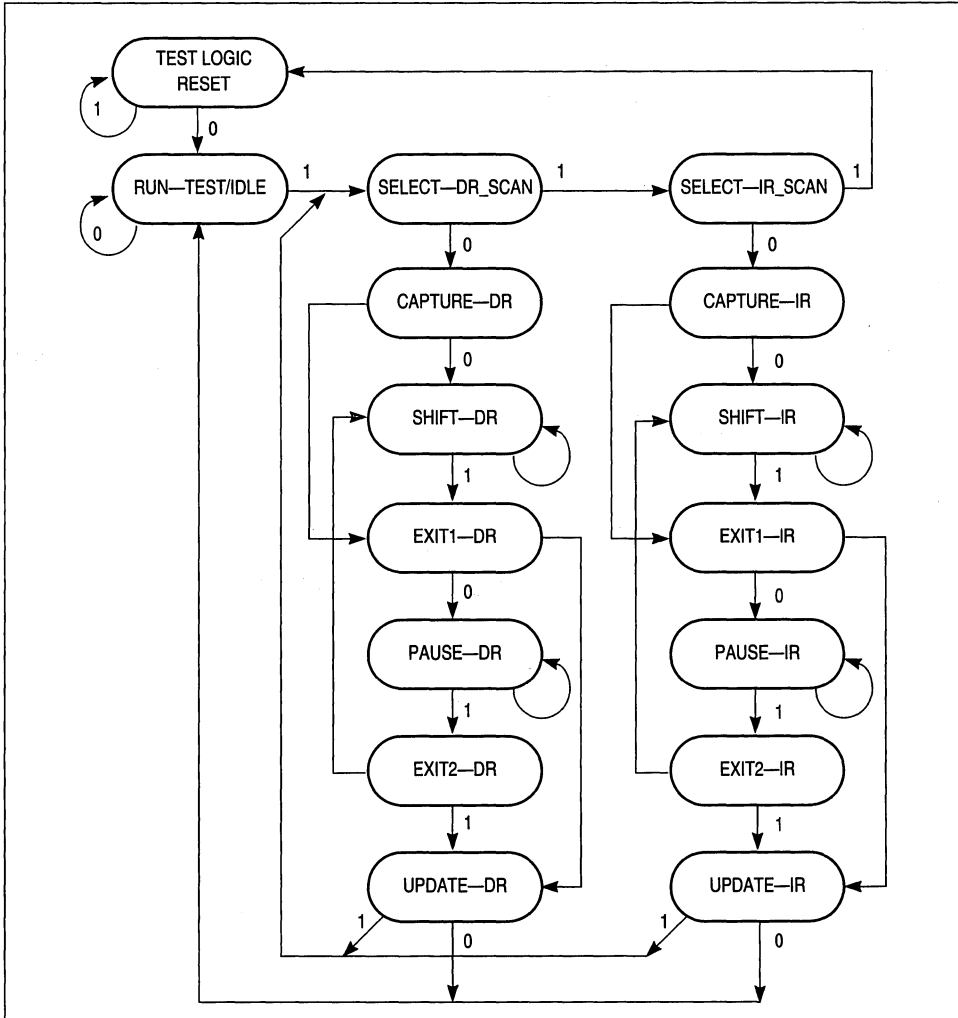 TEST LOGIC
RESET
1
0
RUN—TEST/IDLE
1
SELECT—DR_SCAN
1
SELECT—IR_SCAN
1
0
0
0
CAPTURE—DR
CAPTURE—IR
0
0
SHIFT—DR
SHIFT—IR
1
1
EXIT1—DR
EXIT1—IR
0
0
PAUSE—DR
PAUSE—IR
1
1
EXIT2—DR
EXIT2—IR
1
1
UPDATE—DR
UPDATE—IR
1
0
1
0